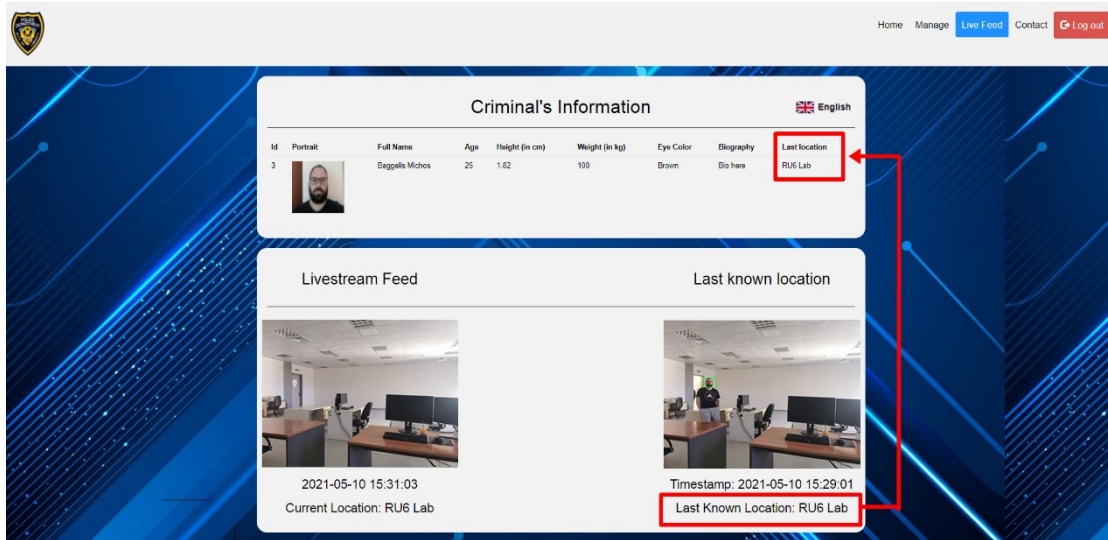 Home Manage Live Feed Contact Log out
Criminal's Information
English
Id Portrait Full Name Age Height (in cm) Weight (in kg) Eye Color Biography Last location
3 Baggelis Michos 25 1.82 100 Brown Bio here RU6 Lab
Livestream Feed
Last known location
2021-05-10 15:31:03
Current Location: RU6 Lab
Timestamp: 2021-05-10 15:29:01
Last Known Location: RU6 Lab